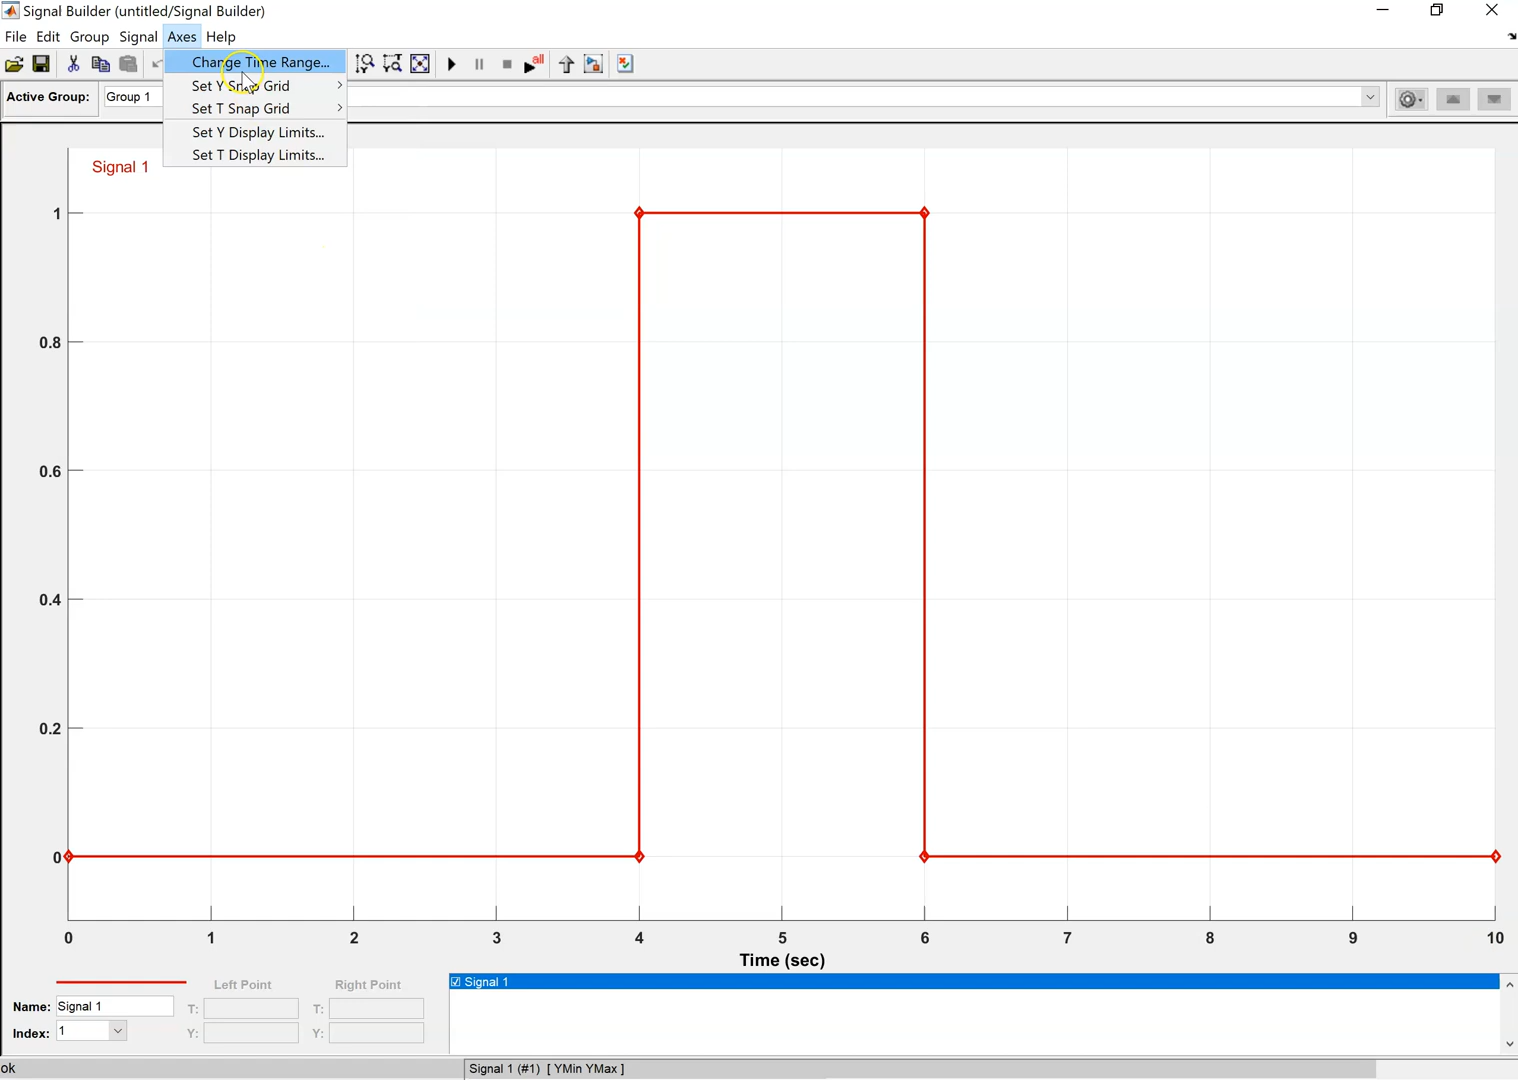 Signal Builder (untitled/Signal Builder)
File Edit Group Signal Axes Help
Change Time Range...
all
Set Y Snap Grid
Active Group: Group 1
Set T Snap Grid
Set Y Display Limits...
Set T Display Limits...
Signal 1
1
0.8
0.6
0.4
0.2
0
0 1 2 3 4 5 6 7 8 9 10
Time (sec)
Left Point Right Point
Signal 1
Name: Signal 1 T: T:
Index: 1 Y: Y:
ok Signal 1 (#1) [ YMin YMax ]